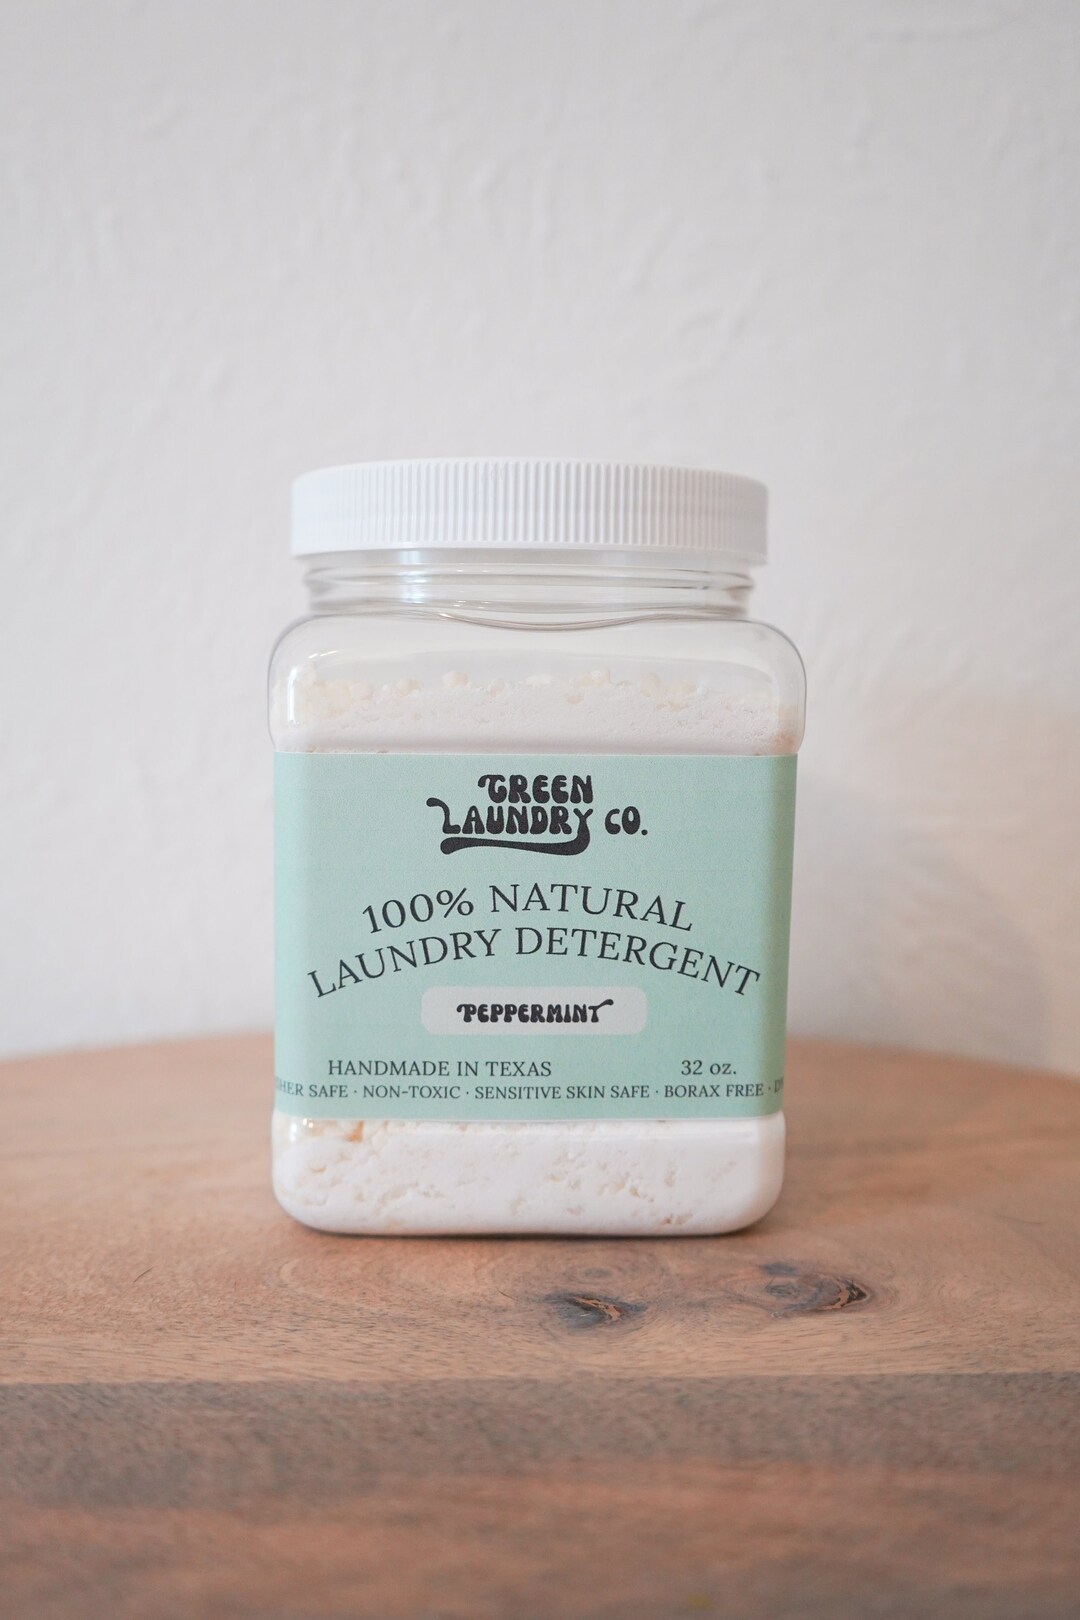 GREEN
LAUNDRY CO.
100% NATURAL
LAUNDRY DETERGENT
PEPPERMINT
HANDMADE IN TEXAS 32 oz.
SAFE · NON-TOXIC · SENSITIVE SKIN SAFE · BORAX FREE ·